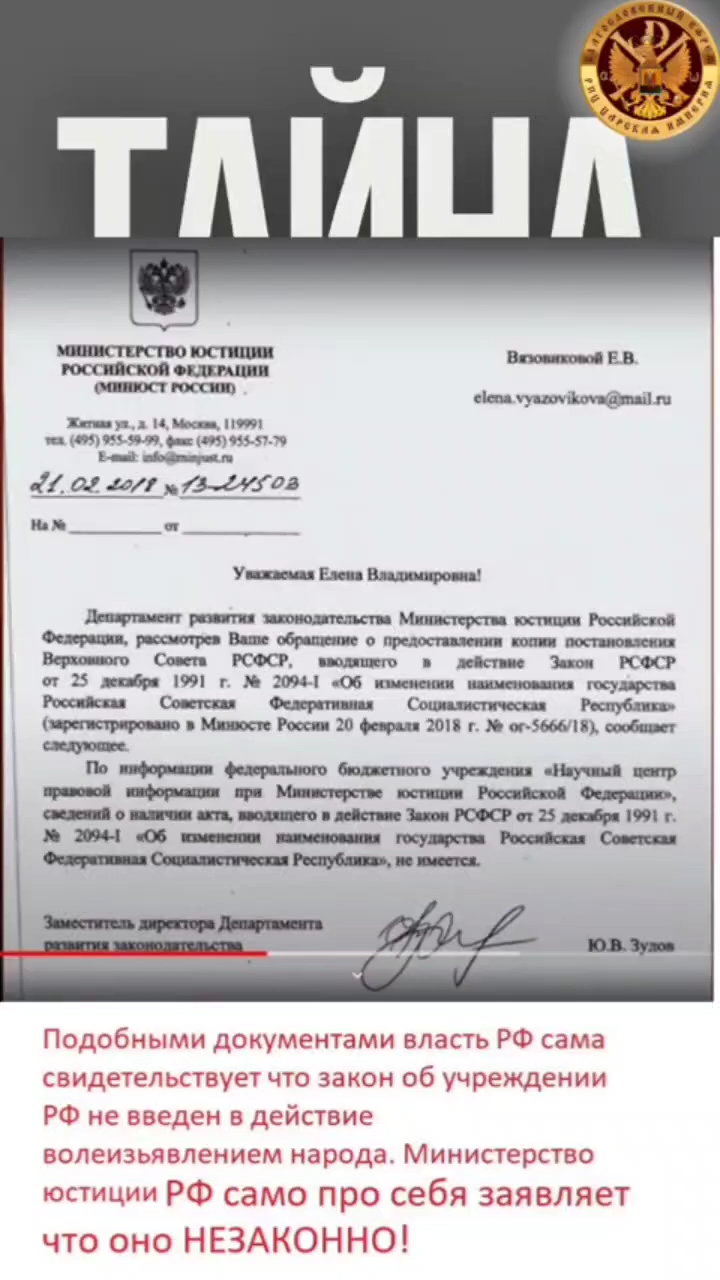 ТАЙНА
БЛАГОСЛОВЕННЫЙ
РПЦ ЦАРСКАЯ ИМПЕРИЯ
МИНИСТЕРСТВО ЮСТИЦИИ
РОССИЙСКОЙ ФЕДЕРАЦИИ
(МИНЮСТ РОССИИ)
Житная ул., д. 14, Москва, 119991
тел. (495) 955-59-99, факс (495) 955-57-79
E-mail: info@minjust.ru
21.02.2018 № 13-24503
На № от
Вязовиковой Е.В.
elena.vyazovikova@mail.ru
Уважаемая Елена Владимировна!
Департамент развития законодательства Министерства юстиции Российской
Федерации, рассмотрев Ваше обращение о предоставлении копии постановления
Верховного Совета РСФСР, вводящего в действие Закон РСФСР
от 25 декабря 1991 г. № 2094-I «Об изменении наименования государства
Российская Советская Федеративная Социалистическая Республика»
(зарегистрировано в Минюсте России 20 февраля 2018 г. № ог-5666/18), сообщает
следующее.
По информации федерального бюджетного учреждения «Научный центр
правовой информации при Министерстве юстиции Российской Федерации»,
сведений о наличии акта, вводящего в действие Закон РСФСР от 25 декабря 1991 г.
№ 2094-I «Об изменении наименования государства Российская Советская
Федеративная Социалистическая Республика», не имеется.
Заместитель директора Департамента
развития законодательства
Ю.В. Зудов
Подобными документами власть РФ сама
свидетельствует что закон об учреждении
РФ не введен в действие
волеизьявлением народа. Министерство
юстиции РФ само про себя заявляет
что оно НЕЗАКОННО!